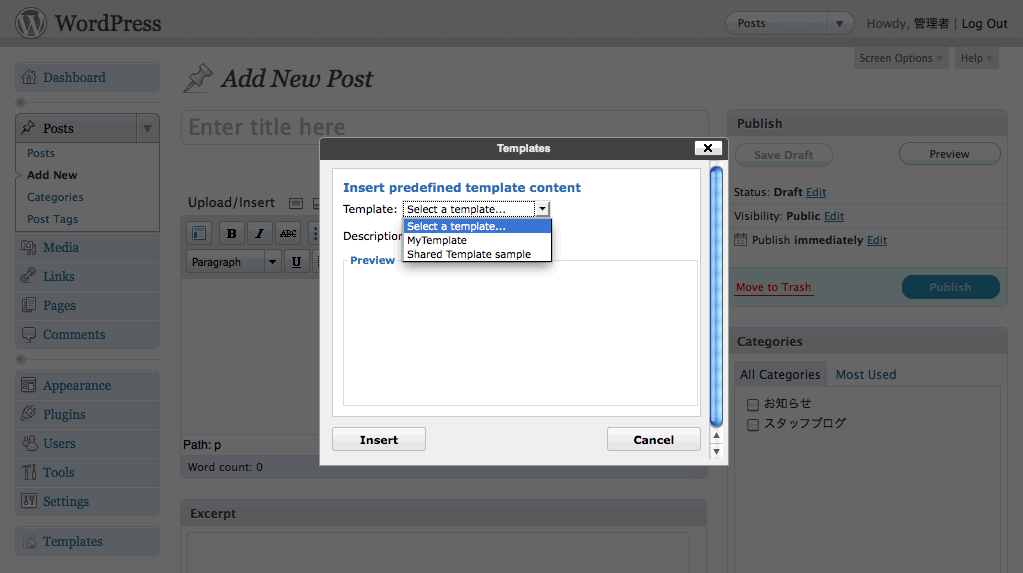 WordPress
Posts
Howdy, 管理者 | Log Out
Screen Options
Help
Dashboard
Posts
Posts
Add New
Categories
Post Tags
Media
Links
Pages
Comments
Appearance
Plugins
Users
Tools
Settings
Templates
Add New Post
Enter title here
Upload/Insert
B I ABC
Paragraph
U
Path: p
Word count: 0
Excerpt
Templates
Insert predefined template content
Template: Select a template...
Select a template...
MyTemplate
Shared Template sample
Description
Preview
Insert
Cancel
Publish
Save Draft
Preview
Status: Draft Edit
Visibility: Public Edit
Publish immediately Edit
Move to Trash
Publish
Categories
All Categories
Most Used
お知らせ
スタッフブログ